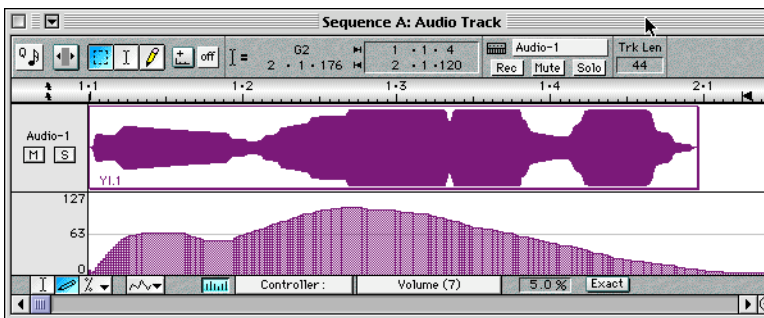 Sequence A: Audio Track
Q off I = G2 1 · 1 · 4 Audio-1 Trk Len
2 · 1 · 176 2 · 1 · 120 Rec Mute Solo 44
1·1 1·2 1·3 1·4 2·1
Audio-1
M S
YI.1
127
63
0
I % Controller : Volume (7) 5.0 % Exact